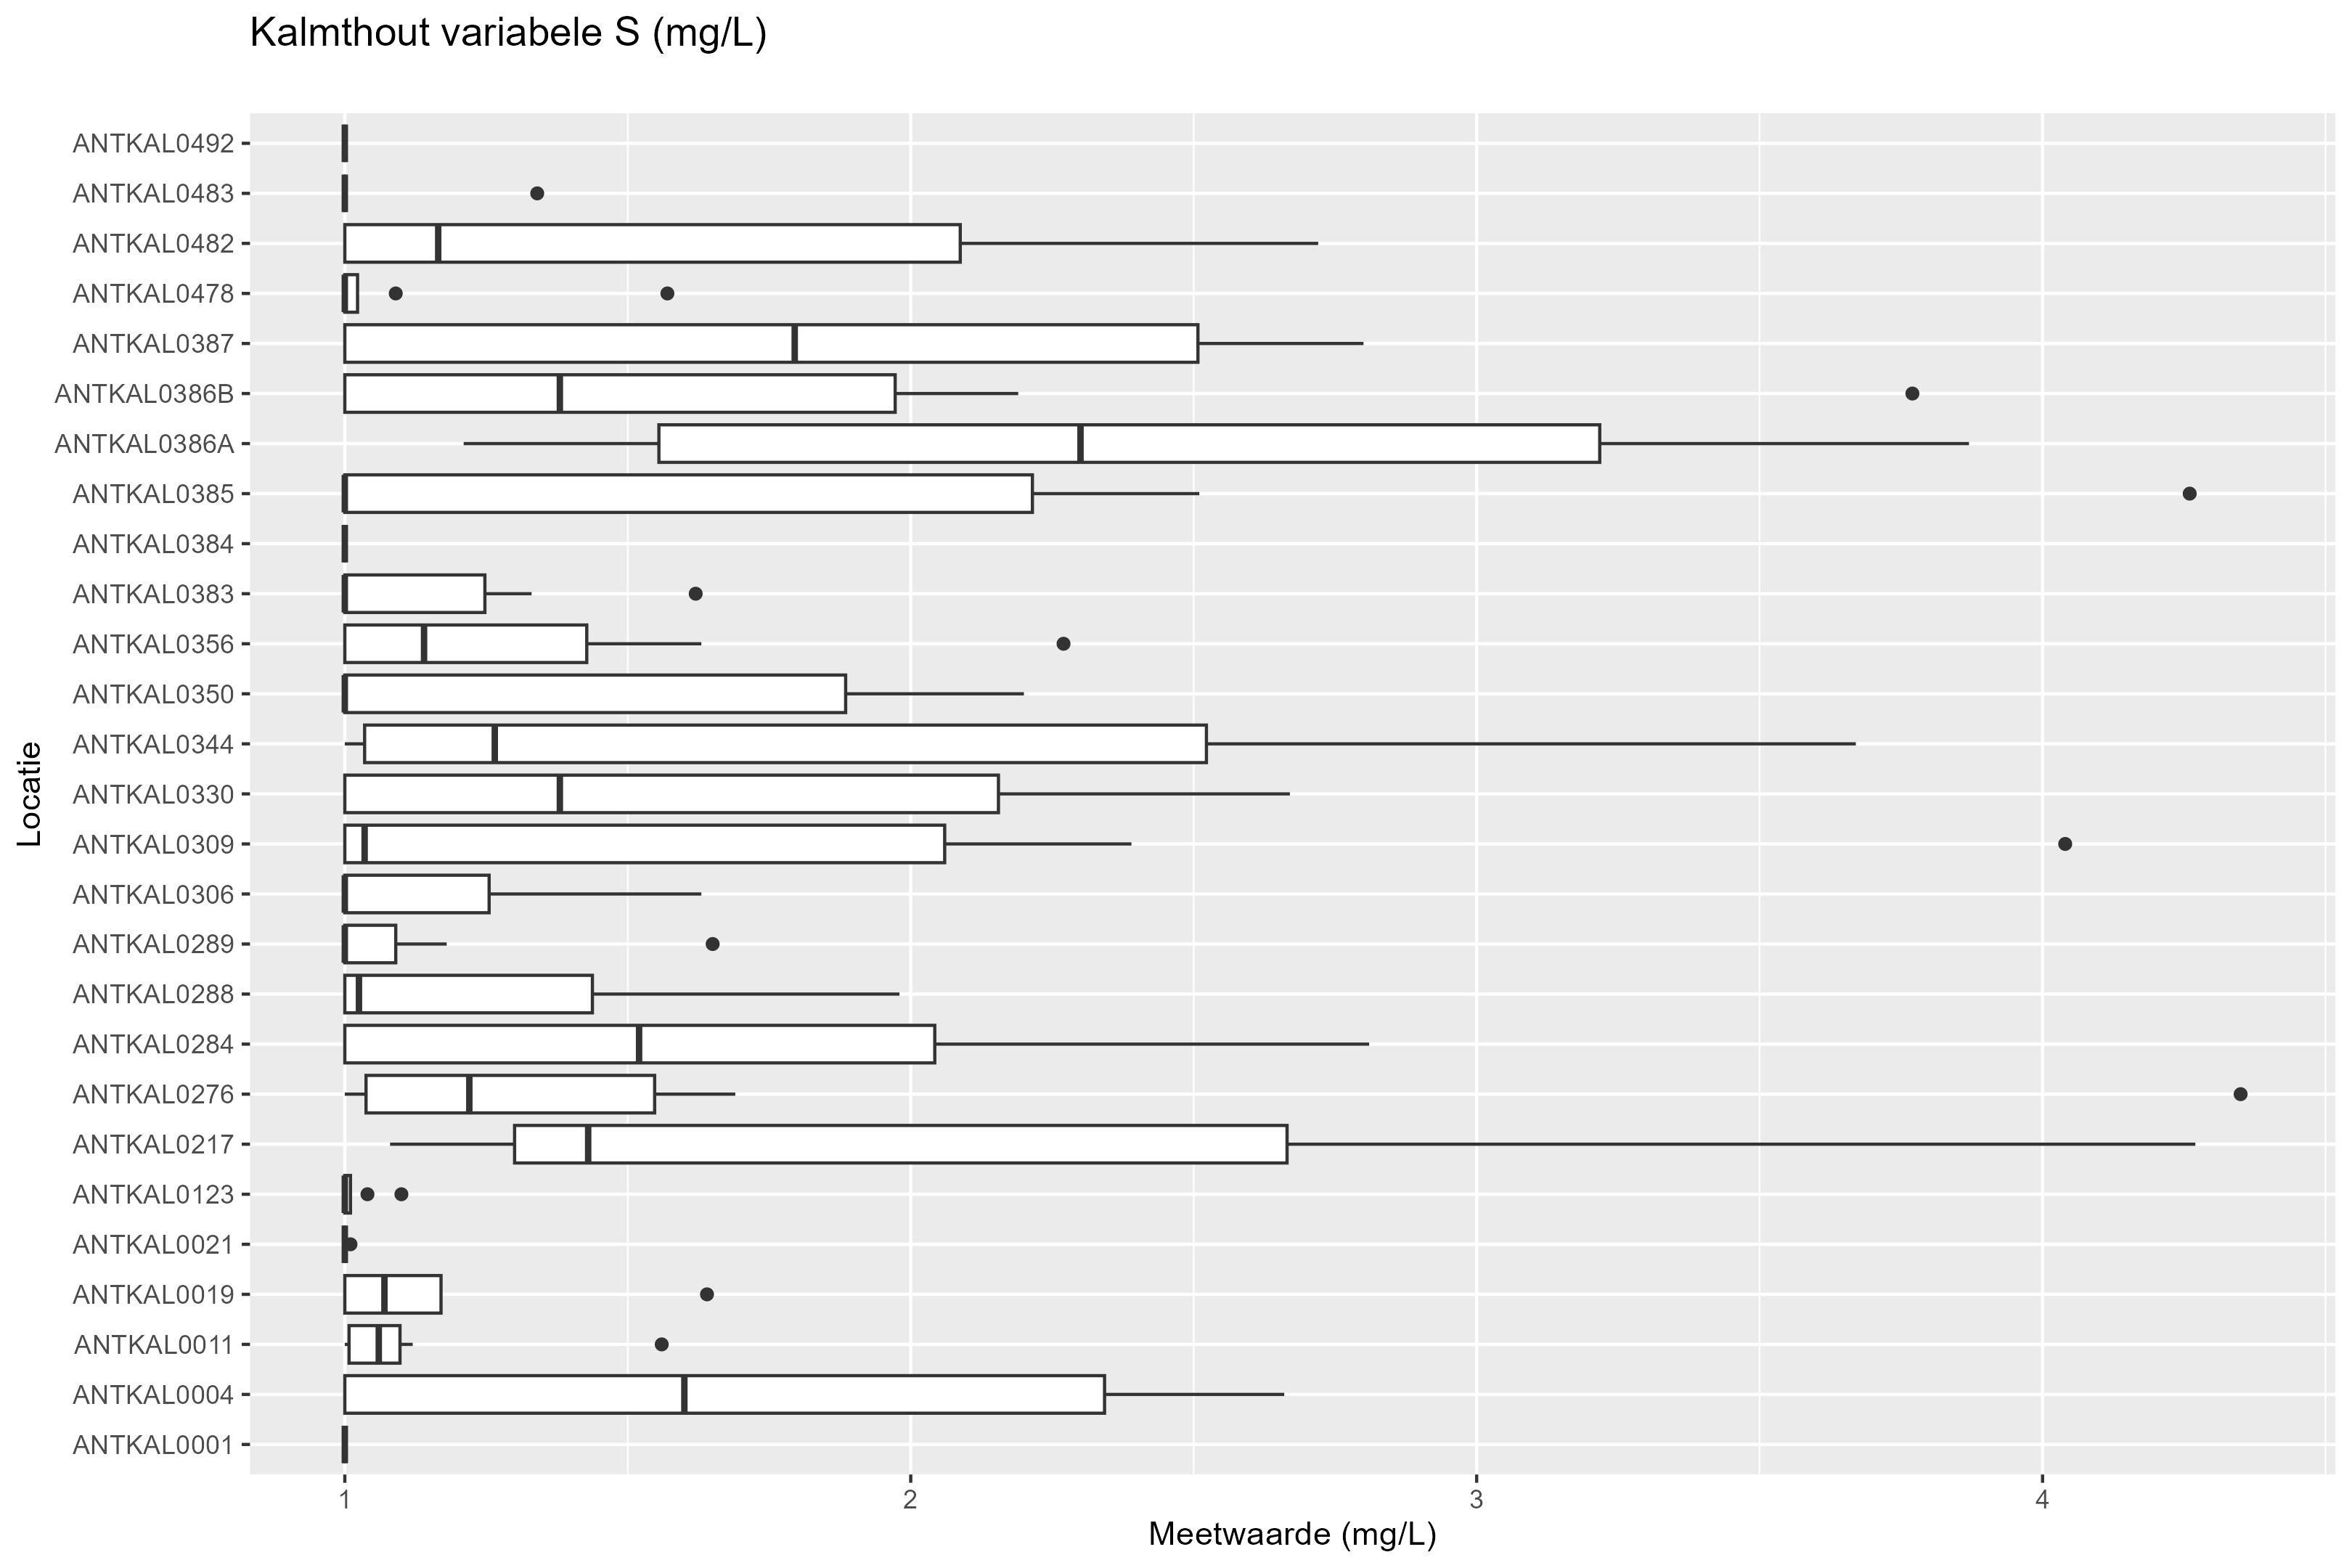 Kalmthout variabele S (mg/L)
ANTKAL0492
ANTKAL0483
ANTKAL0482
ANTKAL0478
ANTKAL0387
ANTKAL0386B
ANTKAL0386A
ANTKAL0385
ANTKAL0384
ANTKAL0383
ANTKAL0356
ANTKAL0350
ANTKAL0344
ANTKAL0330
ANTKAL0309
ANTKAL0306
ANTKAL0289
ANTKAL0288
ANTKAL0284
ANTKAL0276
ANTKAL0217
ANTKAL0123
ANTKAL0021
ANTKAL0019
ANTKAL0011
ANTKAL0004
ANTKAL0001
Locatie
1 2 3 4
Meetwaarde (mg/L)